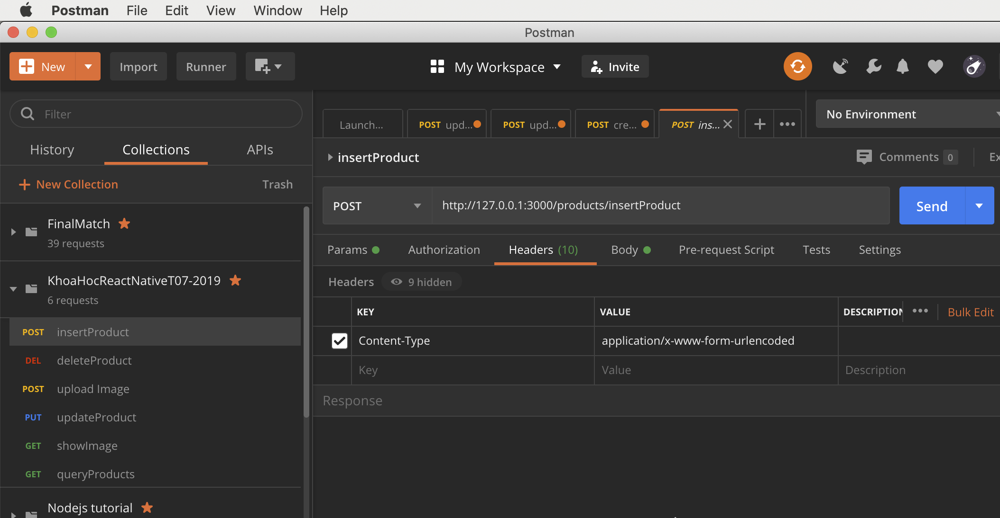 Postman File Edit View Window Help
Postman
New Import Runner My Workspace Invite
Filter
History Collections APIs
New Collection Trash
FinalMatch
39 requests
KhoaHocReactNativeT07-2019
6 requests
POST insertProduct
DEL deleteProduct
POST upload Image
PUT updateProduct
GET showImage
GET queryProducts
Nodejs tutorial
Launch... POST upd... POST upd... POST cre... POST ins...
No Environment
insertProduct Comments 0 Ex
POST http://127.0.0.1:3000/products/insertProduct Send
Params Authorization Headers (10) Body Pre-request Script Tests Settings
Headers 9 hidden
KEY VALUE DESCRIPTION ••• Bulk Edit
Content-Type application/x-www-form-urlencoded
Key Value Description
Response